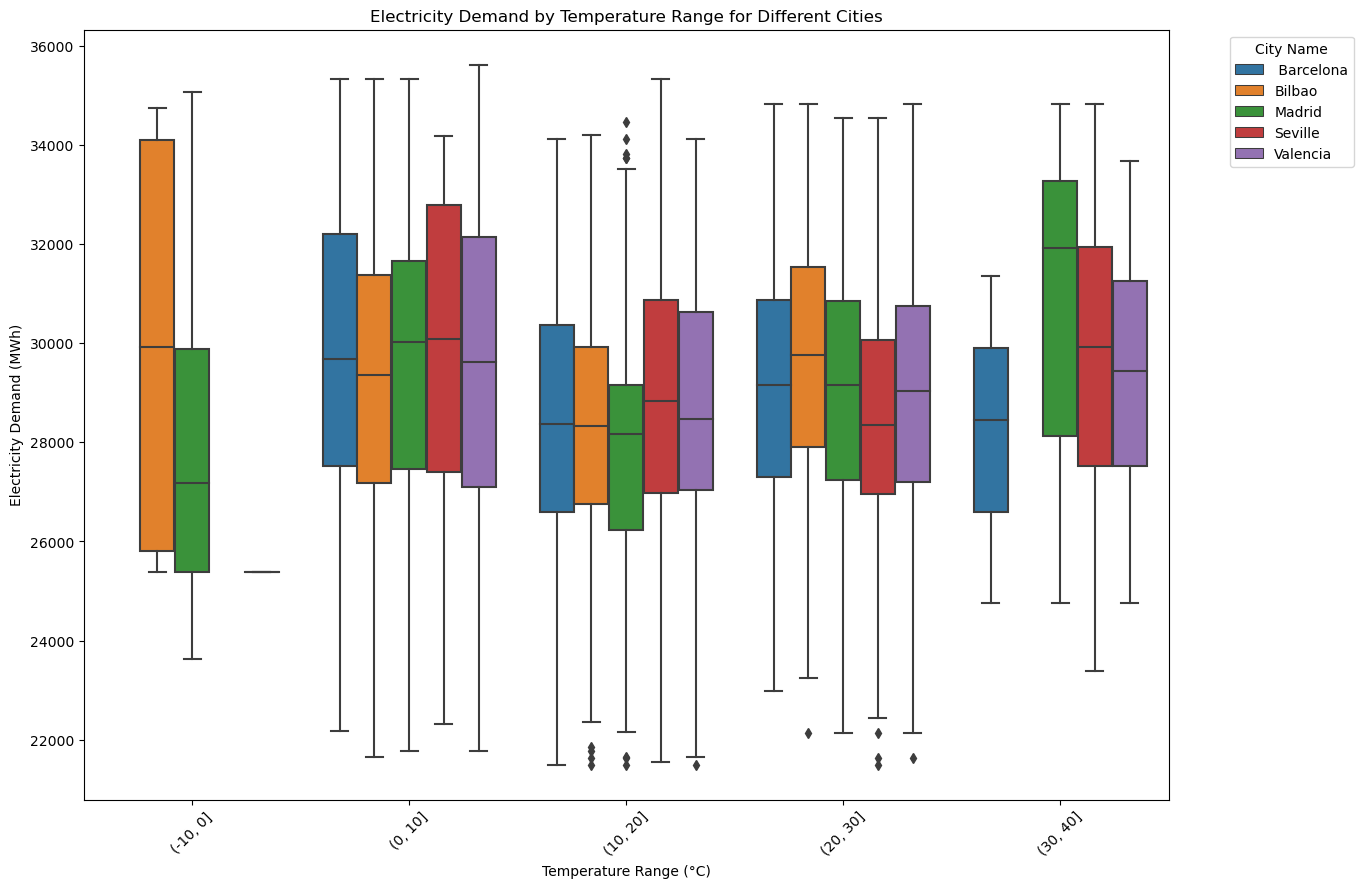 Electricity Demand by Temperature Range for Different Cities
City Name
Barcelona
Bilbao
Madrid
Seville
Valencia
Electricity Demand (MWh)
36000
34000
32000
30000
28000
26000
24000
22000
(-10, 0]
(0, 10]
(10, 20]
(20, 30]
(30, 40]
Temperature Range (°C)